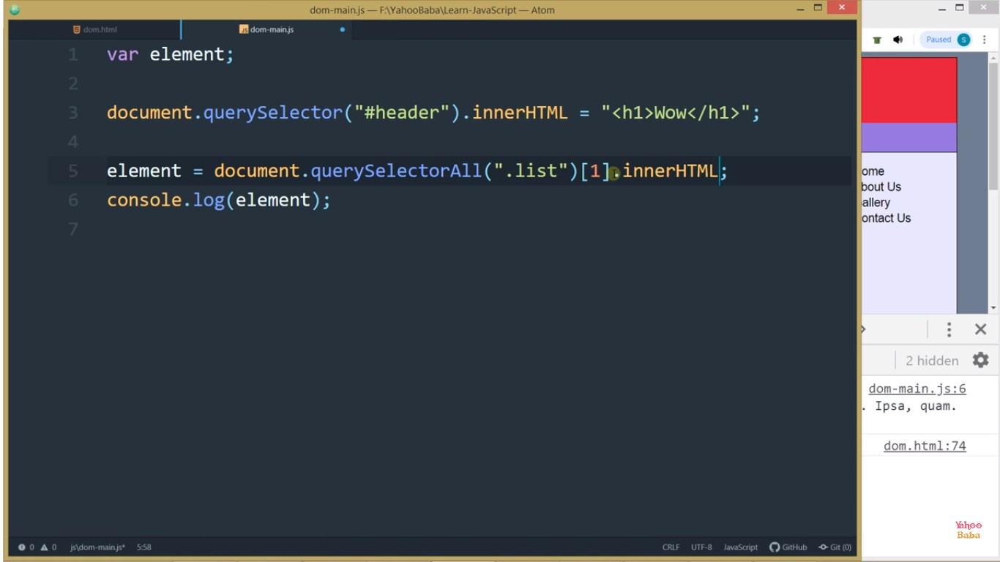 dom-main.js — F:\YahooBaba\Learn-JavaScript — Atom
dom.html
dom-main.js
1 var element;
2
3 document.querySelector("#header").innerHTML = "<h1>Wow</h1>";
4
5 element = document.querySelectorAll(".list")[1].innerHTML;
6 console.log(element);
7
0 0 js\dom-main.js* 5:58 CRLF UTF-8 JavaScript GitHub Git (0)
Paused S
ome
bout Us
allery
ontact Us
2 hidden
dom-main.js:6
. Ipsa, quam.
dom.html:74
Yahoo
Baba